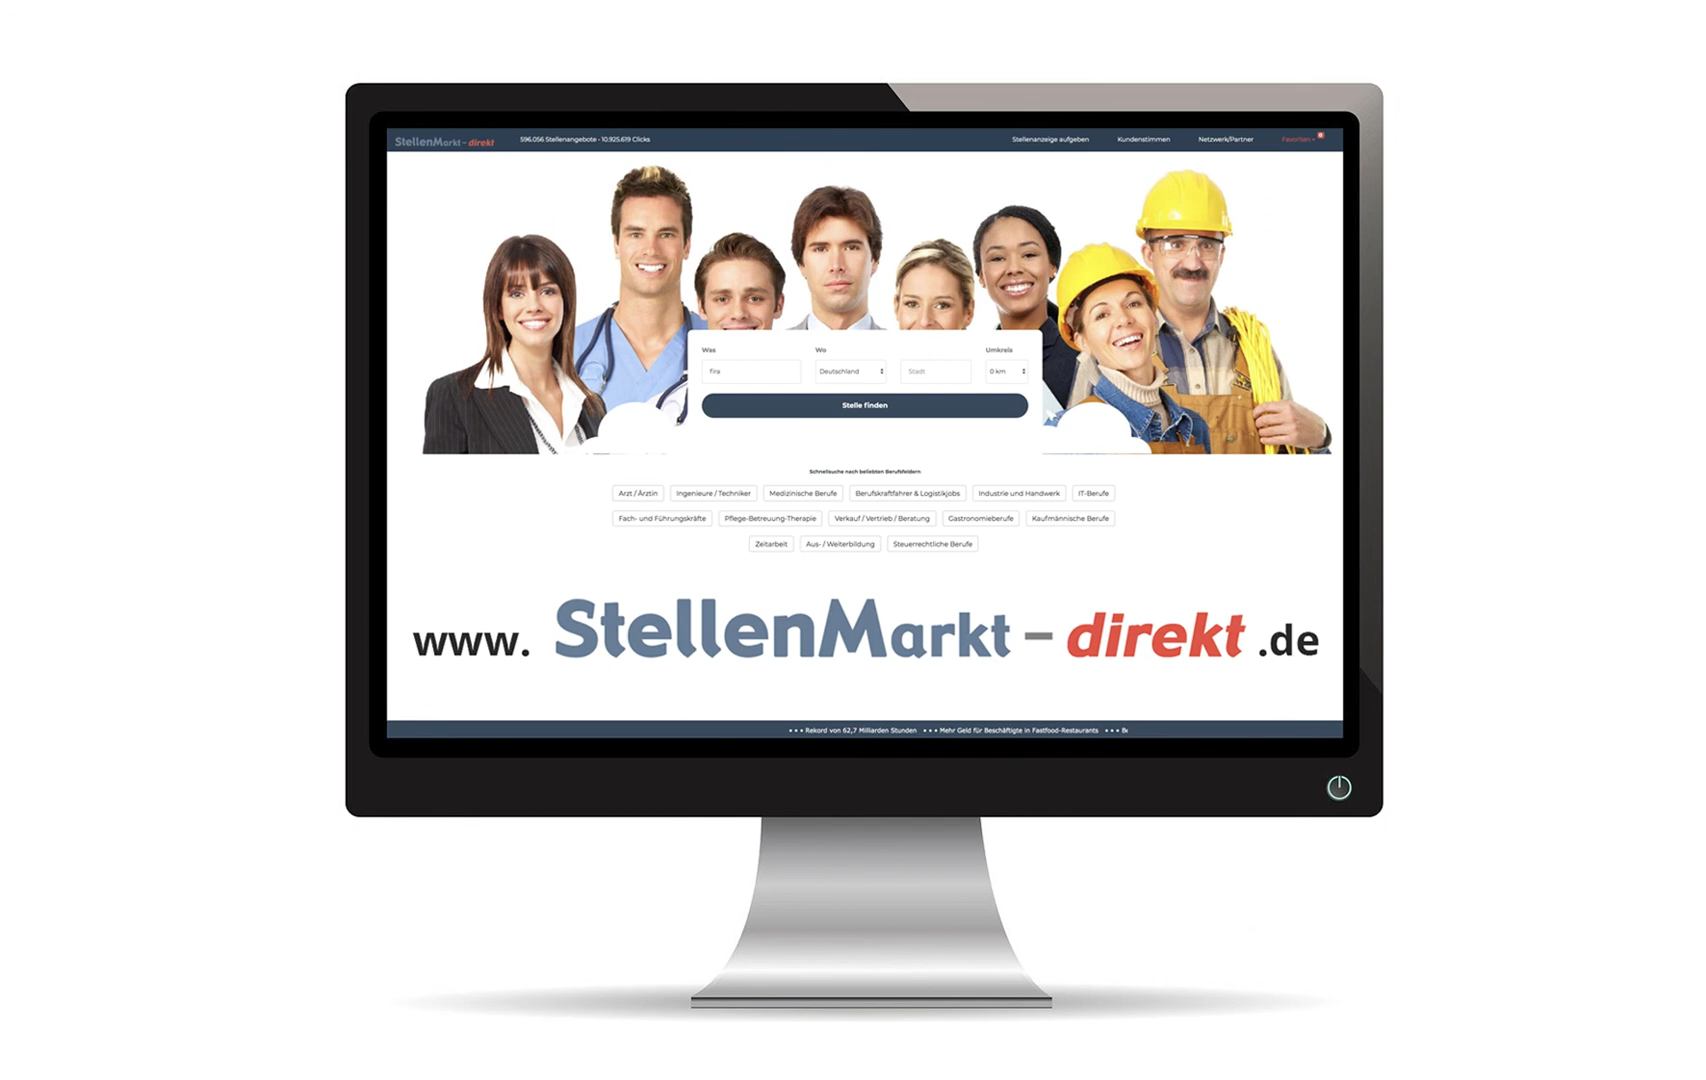 StellenMarkt - direkt 596.056 Stellenangebote - 10.925.619 Clicks Stellenanzeige aufgeben Kundenstimmen Netzwerk/Partner Favoriten
Was Wo Umkreis
fira Deutschland Stadt 0 km
Stelle finden
Schnellsuche nach beliebten Berufsfeldern
Arzt / Ärztin Ingenieure / Techniker Medizinische Berufe Berufskraftfahrer & Logistikjobs Industrie und Handwerk IT-Berufe
Fach- und Führungskräfte Pflege-Betreuung-Therapie Verkauf / Vertrieb / Beratung Gastronomieberufe Kaufmännische Berufe
Zeitarbeit Aus- / Weiterbildung Steuerrechtliche Berufe
www. StellenMarkt - direkt .de
• • • Rekord von 62,7 Milliarden Stunden • • • Mehr Geld für Beschäftigte in Fastfood-Restaurants • • • Be